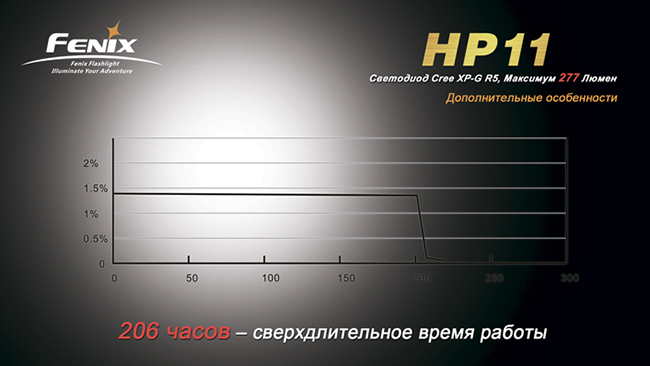 FENIX
Fenix Flashlight
Illuminate Your Adventure
HP11
Светодиод Cree XP-G R5, Максимум 277 Люмен
Дополнительные особенности
2%
1.5%
1%
0.5%
0
0 50 100 150 200 250 300
206 часов – сверхдлительное время работы